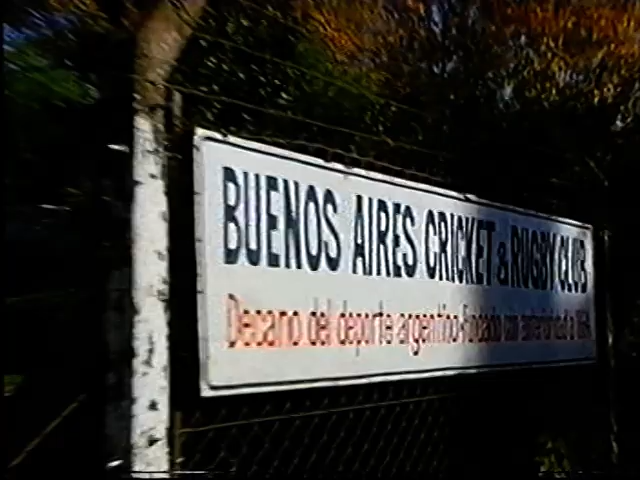 BUENOS AIRES CRICKET & RUGBY CLUB
Decano del deporte argentino-fundado con anterioridad a